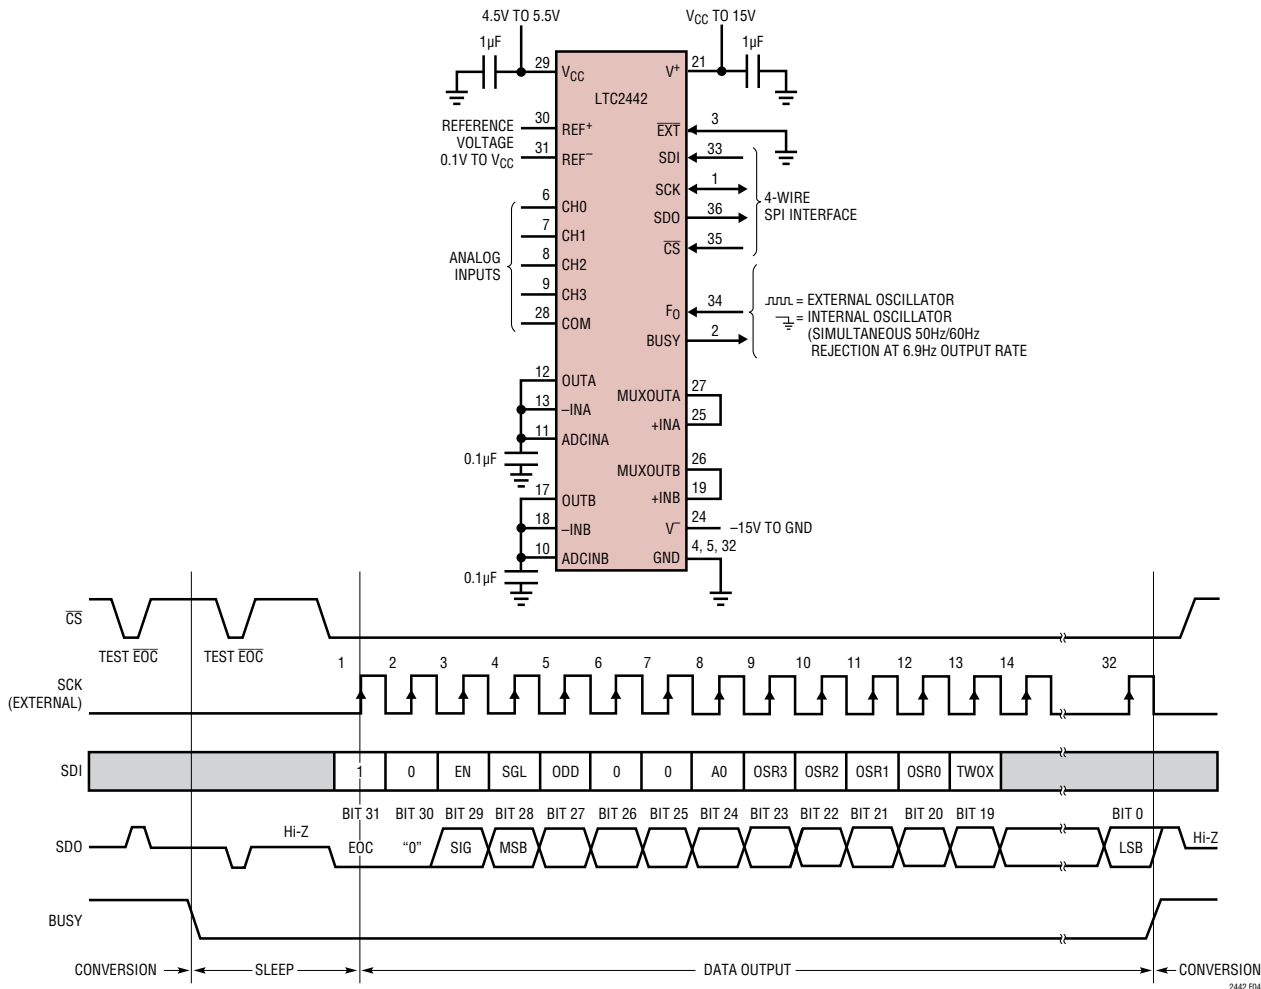 4.5V TO 5.5V
VCC TO 15V
1µF
1µF
29
VCC
V+
21
LTC2442
REFERENCE
VOLTAGE
0.1V TO VCC
30
REF+
31
REF–
EXT
3
SDI
33
SCK
1
SDO
36
CS
35
4-WIRE
SPI INTERFACE
ANALOG
INPUTS
6
CH0
7
CH1
8
CH2
9
CH3
28
COM
FO
34
BUSY
2
= EXTERNAL OSCILLATOR
= INTERNAL OSCILLATOR
(SIMULTANEOUS 50Hz/60Hz
REJECTION AT 6.9Hz OUTPUT RATE
12
OUTA
13
–INA
11
ADCINA
0.1µF
MUXOUTA
27
+INA
25
MUXOUTB
26
+INB
19
17
OUTB
18
–INB
10
ADCINB
0.1µF
V–
24
–15V TO GND
GND
4, 5, 32
CS
TEST EOC
TEST EOC
SCK
(EXTERNAL)
1 2 3 4 5 6 7 8 9 10 11 12 13 14 32
SDI
1 0 EN SGL ODD 0 0 A0 OSR3 OSR2 OSR1 OSR0 TWOX
BIT 31 BIT 30 BIT 29 BIT 28 BIT 27 BIT 26 BIT 25 BIT 24 BIT 23 BIT 22 BIT 21 BIT 20 BIT 19 BIT 0
SDO
Hi-Z
EOC “0” SIG MSB LSB
Hi-Z
BUSY
CONVERSION SLEEP DATA OUTPUT CONVERSION
2442 F04